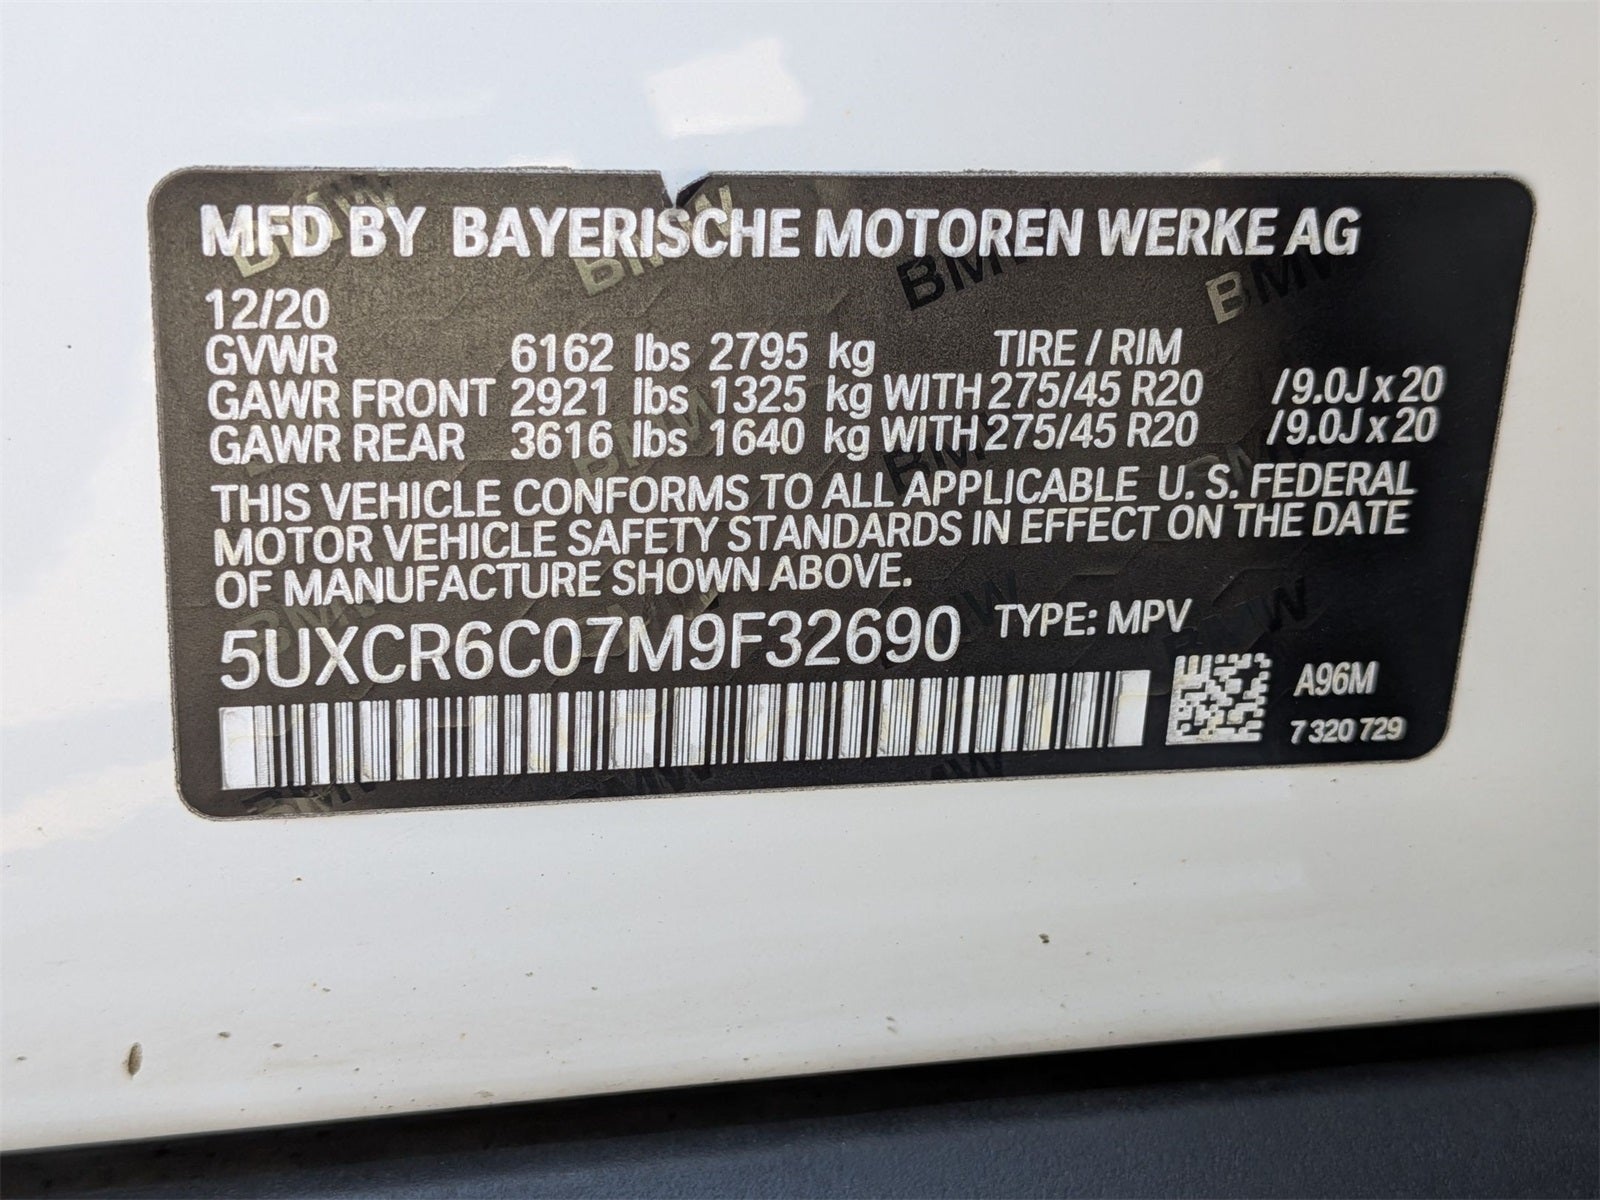 MFD BY BAYERISCHE MOTOREN WERKE AG
12/20
GVWR 6162 lbs 2795 kg TIRE / RIM
GAWR FRONT 2921 lbs 1325 kg WITH 275/45 R20 / 9.0J x 20
GAWR REAR 3616 lbs 1640 kg WITH 275/45 R20 / 9.0J x 20
THIS VEHICLE CONFORMS TO ALL APPLICABLE U. S. FEDERAL
MOTOR VEHICLE SAFETY STANDARDS IN EFFECT ON THE DATE
OF MANUFACTURE SHOWN ABOVE.
5UXCR6C07M9F32690 TYPE: MPV
A96M
7 320 729